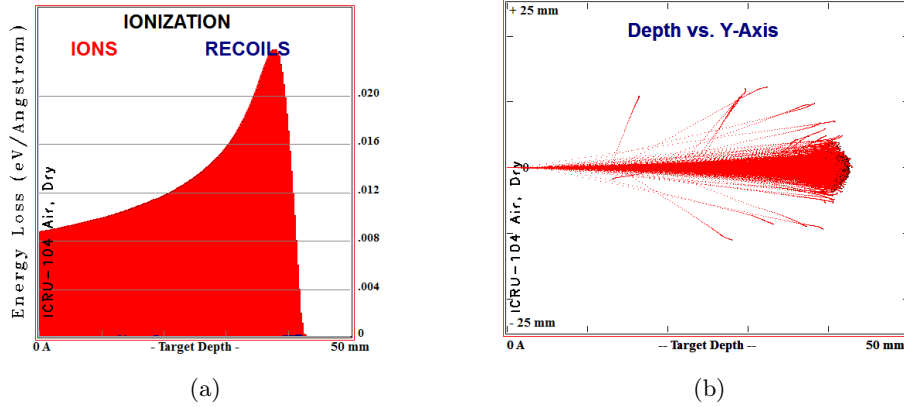 IONIZATION
IONS RECOILS
Energy Loss (eV/Angstrom)
ICRU-104 Air, Dry
.020
.016
.012
.008
.004
0
0 A - Target Depth - 50 mm
(a)
+ 25 mm
Depth vs. Y-Axis
0
ICRU-104 Air, Dry
- 25 mm
0 A -- Target Depth -- 50 mm
(b)